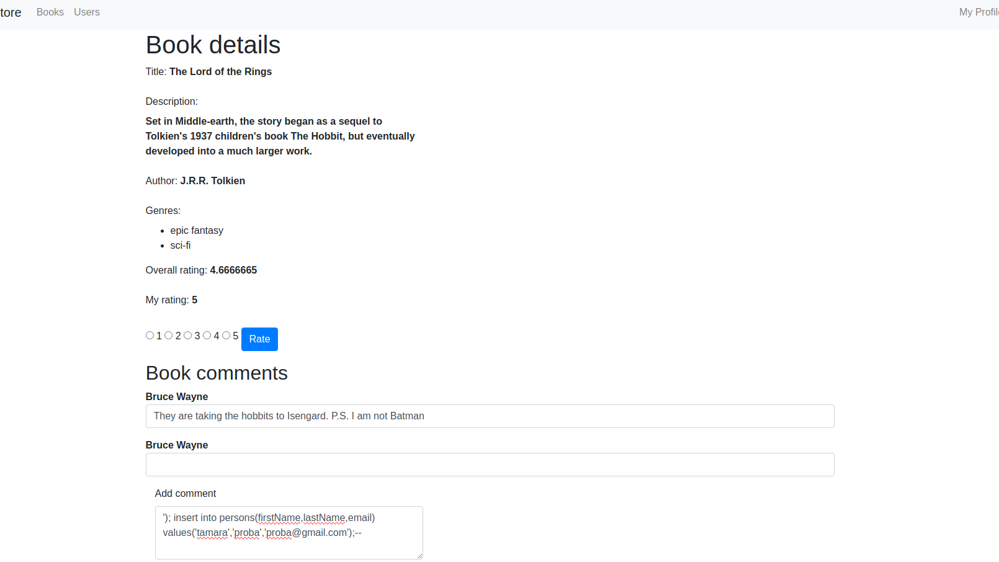 tore Books Users My Profil
Book details
Title: The Lord of the Rings
Description:
Set in Middle-earth, the story began as a sequel to
Tolkien's 1937 children's book The Hobbit, but eventually
developed into a much larger work.
Author: J.R.R. Tolkien
Genres:
epic fantasy
sci-fi
Overall rating: 4.6666665
My rating: 5
1 2 3 4 5 Rate
Book comments
Bruce Wayne
They are taking the hobbits to Isengard. P.S. I am not Batman
Bruce Wayne
Add comment
'); insert into persons(firstName,lastName,email)
values('tamara','proba','proba@gmail.com');--